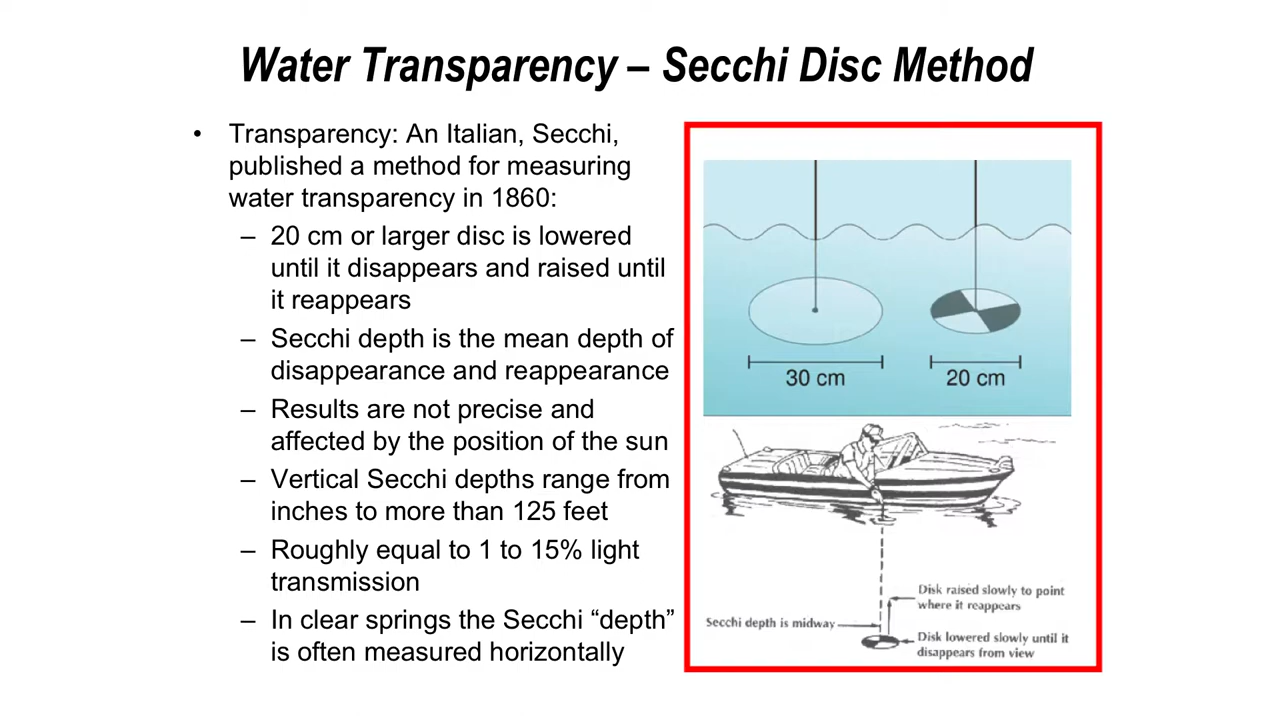 Water Transparency – Secchi Disc Method
• Transparency: An Italian, Secchi,
published a method for measuring
water transparency in 1860:
– 20 cm or larger disc is lowered
until it disappears and raised until
it reappears
– Secchi depth is the mean depth of
disappearance and reappearance
– Results are not precise and
affected by the position of the sun
– Vertical Secchi depths range from
inches to more than 125 feet
– Roughly equal to 1 to 15% light
transmission
– In clear springs the Secchi “depth”
is often measured horizontally
30 cm
20 cm
Disk raised slowly to point
where it reappears
Secchi depth is midway
Disk lowered slowly until it
disappears from view